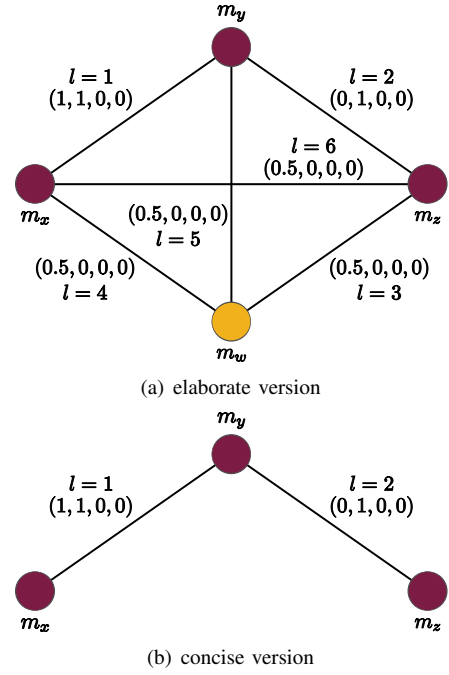 m_y
l = 1
(1,1,0,0)
l = 2
(0,1,0,0)
l = 6
(0.5,0,0,0)
m_x
m_z
(0.5,0,0,0)
l = 5
(0.5,0,0,0)
l = 4
(0.5,0,0,0)
l = 3
m_w
(a) elaborate version
m_y
l = 1
(1,1,0,0)
l = 2
(0,1,0,0)
m_x
m_z
(b) concise version